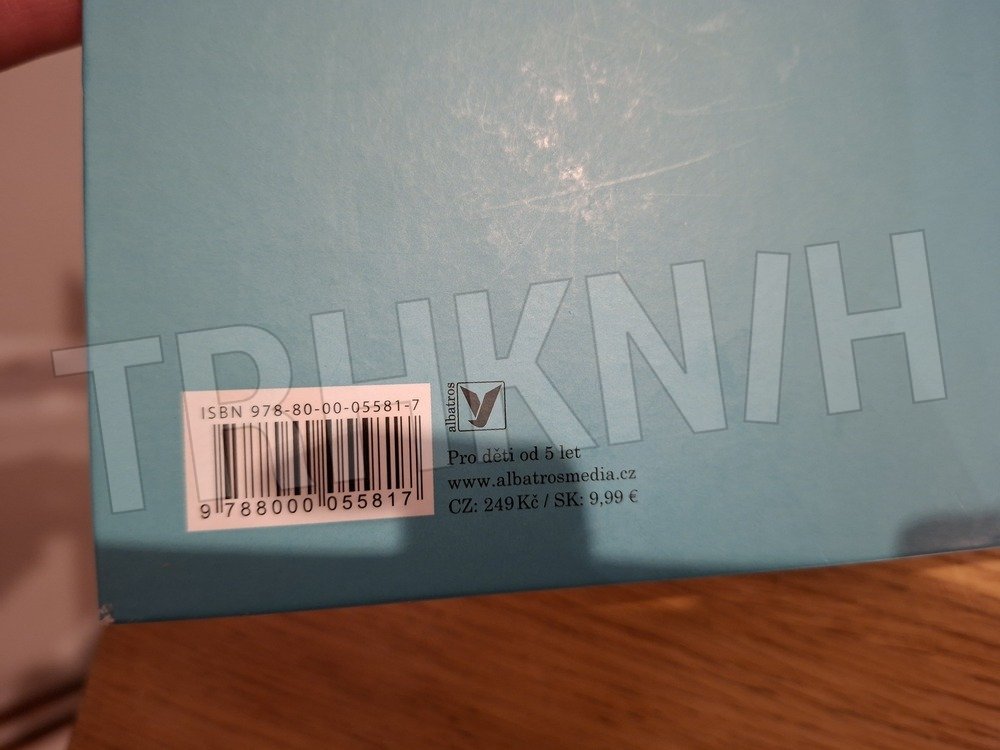 TRHKNIH
ISBN 978-80-00-05581-7
9 788000 055817
albatros
Pro děti od 5 let
www.albatrosmedia.cz
CZ: 249 Kč / SK: 9,99 €